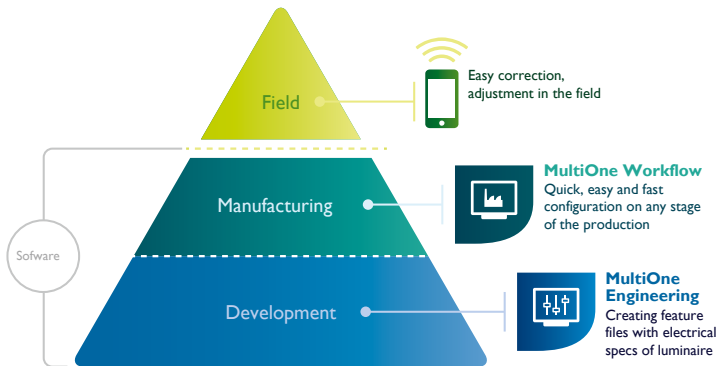 Field
Easy correction,
adjustment in the field
MultiOne Workflow
Manufacturing
Quick, easy and fast
configuration on any stage
of the production
Sofware
MultiOne
Engineering
Development
Creating feature
files with electrical
specs of luminaire